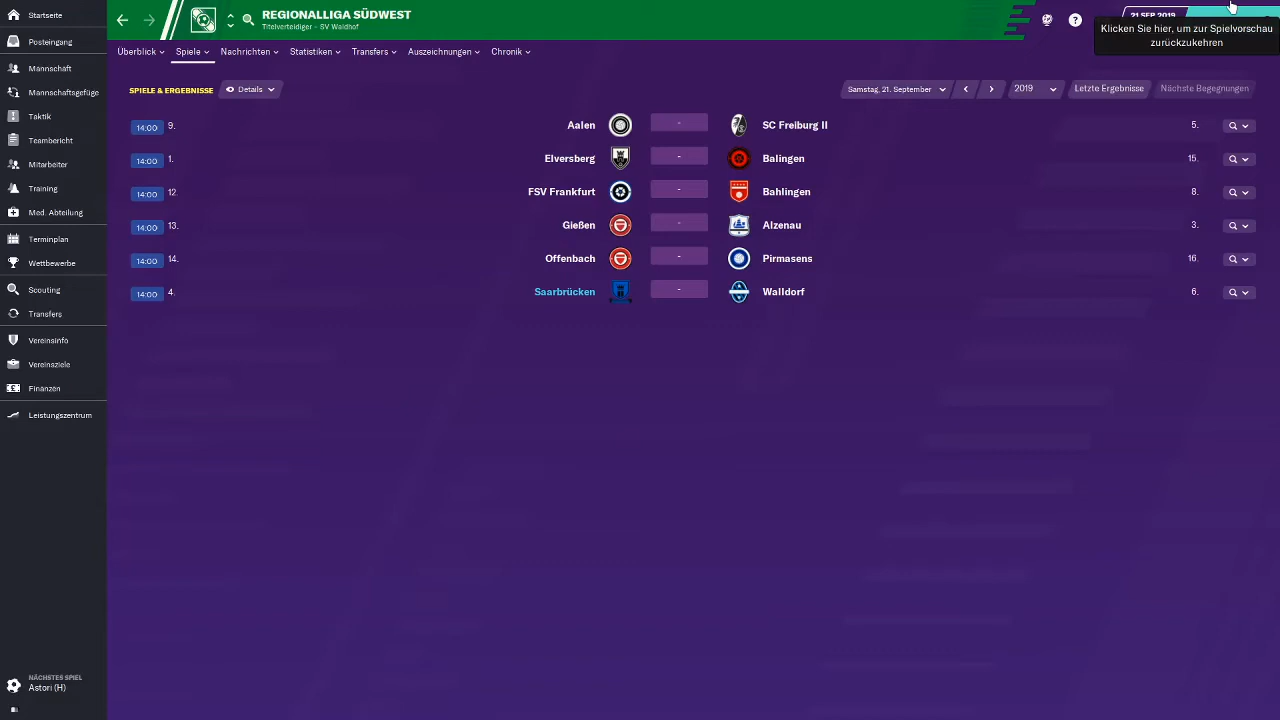 REGIONALLIGA SÜDWEST
Titelverteidiger - SV Waldhof
21 SEP 2019
Klicken Sie hier, um zur Spielvorschau
zurückzukehren
Startseite
Posteingang
Mannschaft
Mannschaftsgefüge
Taktik
Teambericht
Mitarbeiter
Training
Med. Abteilung
Terminplan
Wettbewerbe
Scouting
Transfers
Vereinsinfo
Vereinsziele
Finanzen
Leistungszentrum
NÄCHSTES SPIEL
Astori (H)
Überblick Spiele Nachrichten Statistiken Transfers Auszeichnungen Chronik
SPIELE & ERGEBNISSE Details Samstag, 21. September 2019 Letzte Ergebnisse Nächste Begegnungen
14:00 9. Aalen - SC Freiburg II 5.
14:00 1. Elversberg - Balingen 15.
14:00 12. FSV Frankfurt - Bahlingen 8.
14:00 13. Gießen - Alzenau 3.
14:00 14. Offenbach - Pirmasens 16.
14:00 4. Saarbrücken - Walldorf 6.